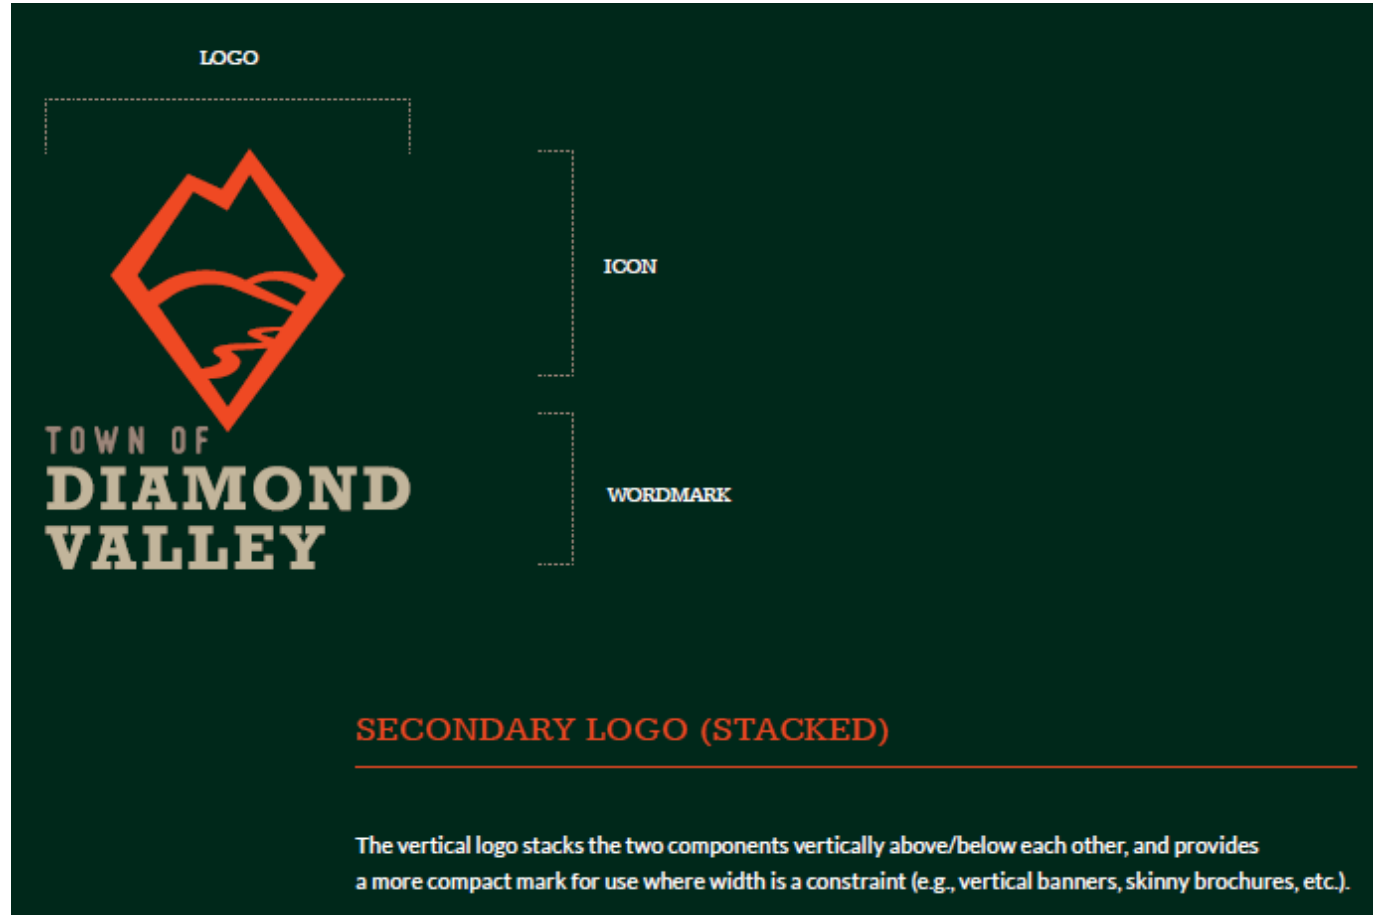 LOGO
ICON
TOWN OF
DIAMOND
VALLEY
WORDMARK
SECONDARY LOGO (STACKED)
The vertical logo stacks the two components vertically above/below each other, and provides
a more compact mark for use where width is a constraint (e.g., vertical banners, skinny brochures, etc.).